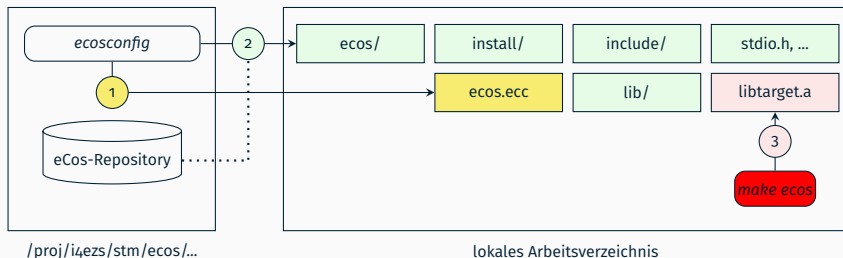 ecosconfig
2
ecos/
install/
include/
stdio.h, ...
1
ecos.ecc
lib/
libtarget.a
eCos-Repository
3
make ecos
/proj/i4ezs/stm/ecos/...
lokales Arbeitsverzeichnis